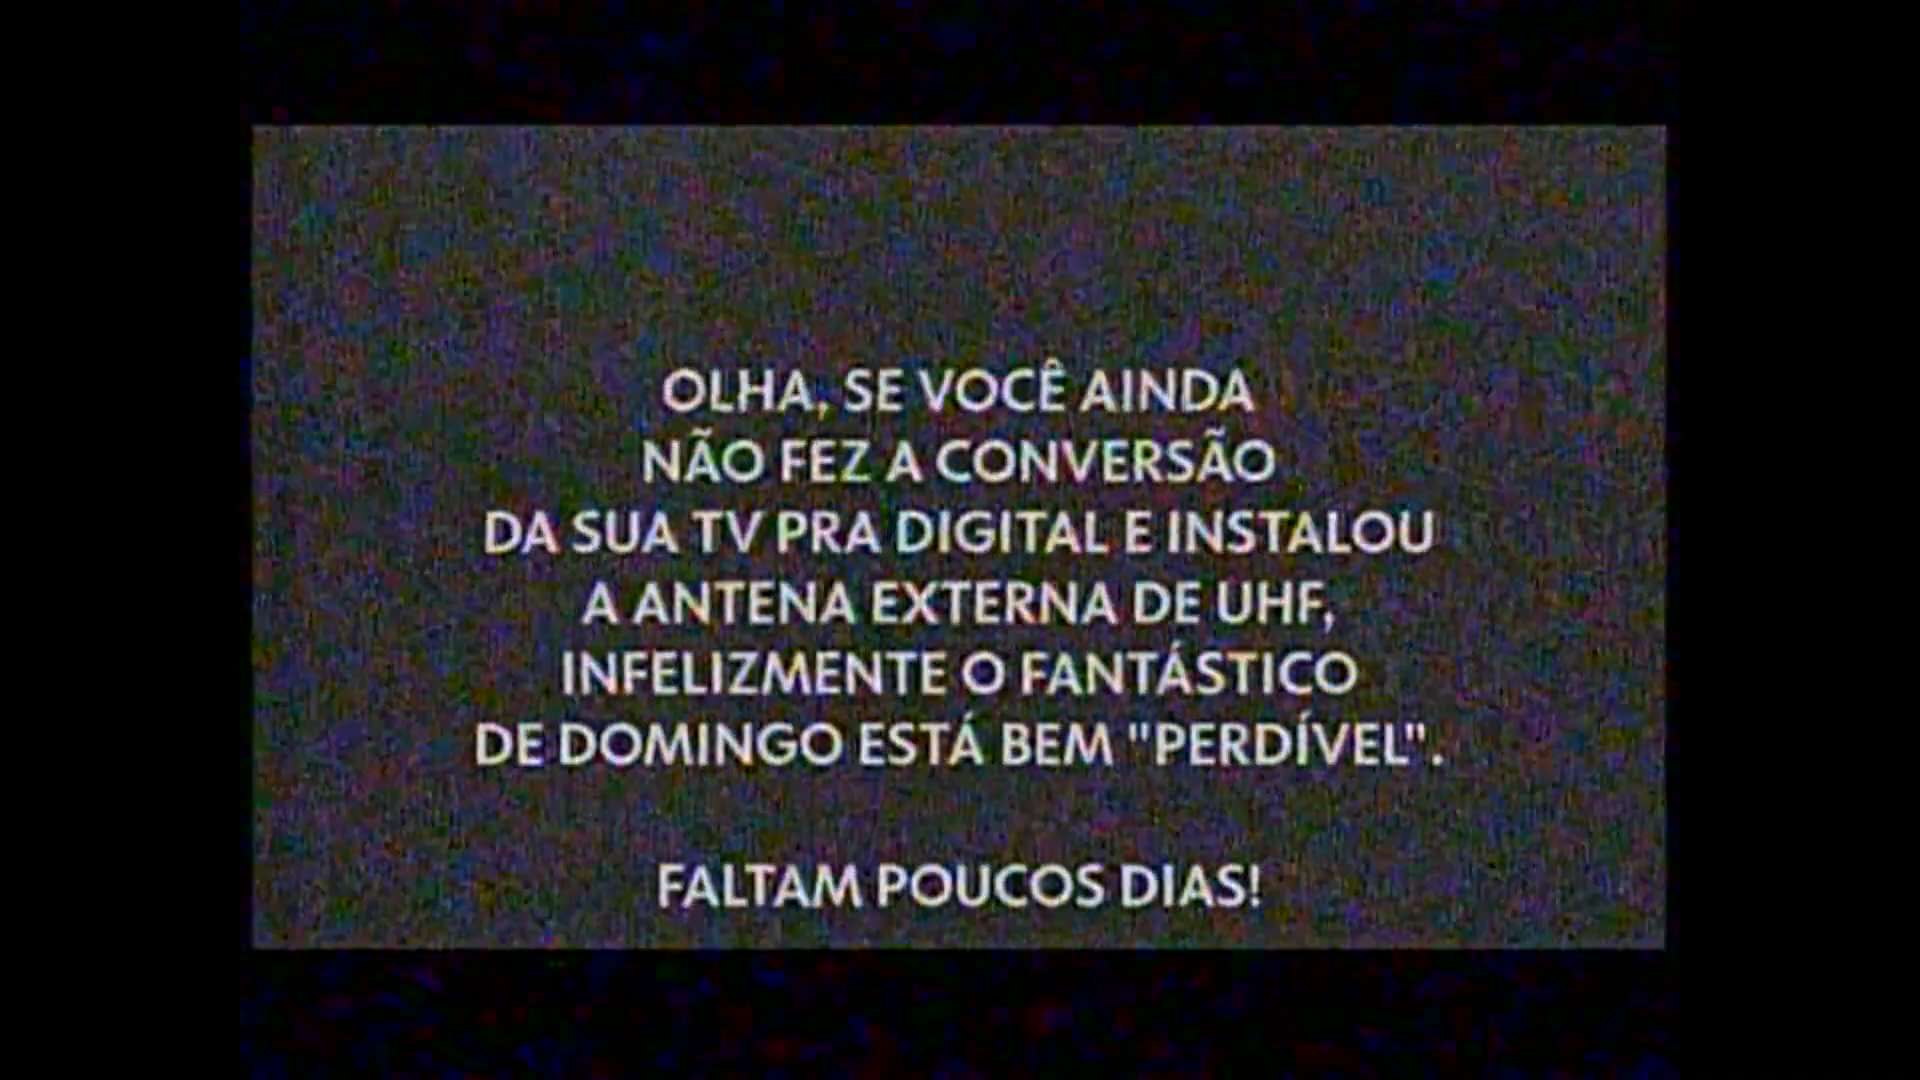 OLHA, SE VOCÊ AINDA
NÃO FEZ A CONVERSÃO
DA SUA TV PRA DIGITAL E INSTALOU
A ANTENA EXTERNA DE UHF,
INFELIZMENTE O FANTÁSTICO
DE DOMINGO ESTÁ BEM "PERDÍVEL".
FALTAM POUCOS DIAS!